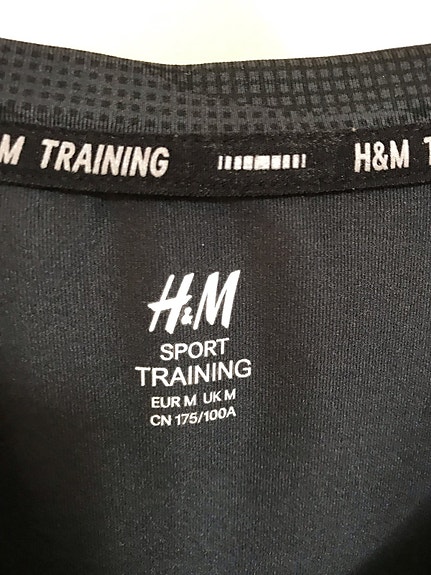 M TRAINING H&M T
H&M
SPORT
TRAINING
EUR M UK M
CN 175/100A